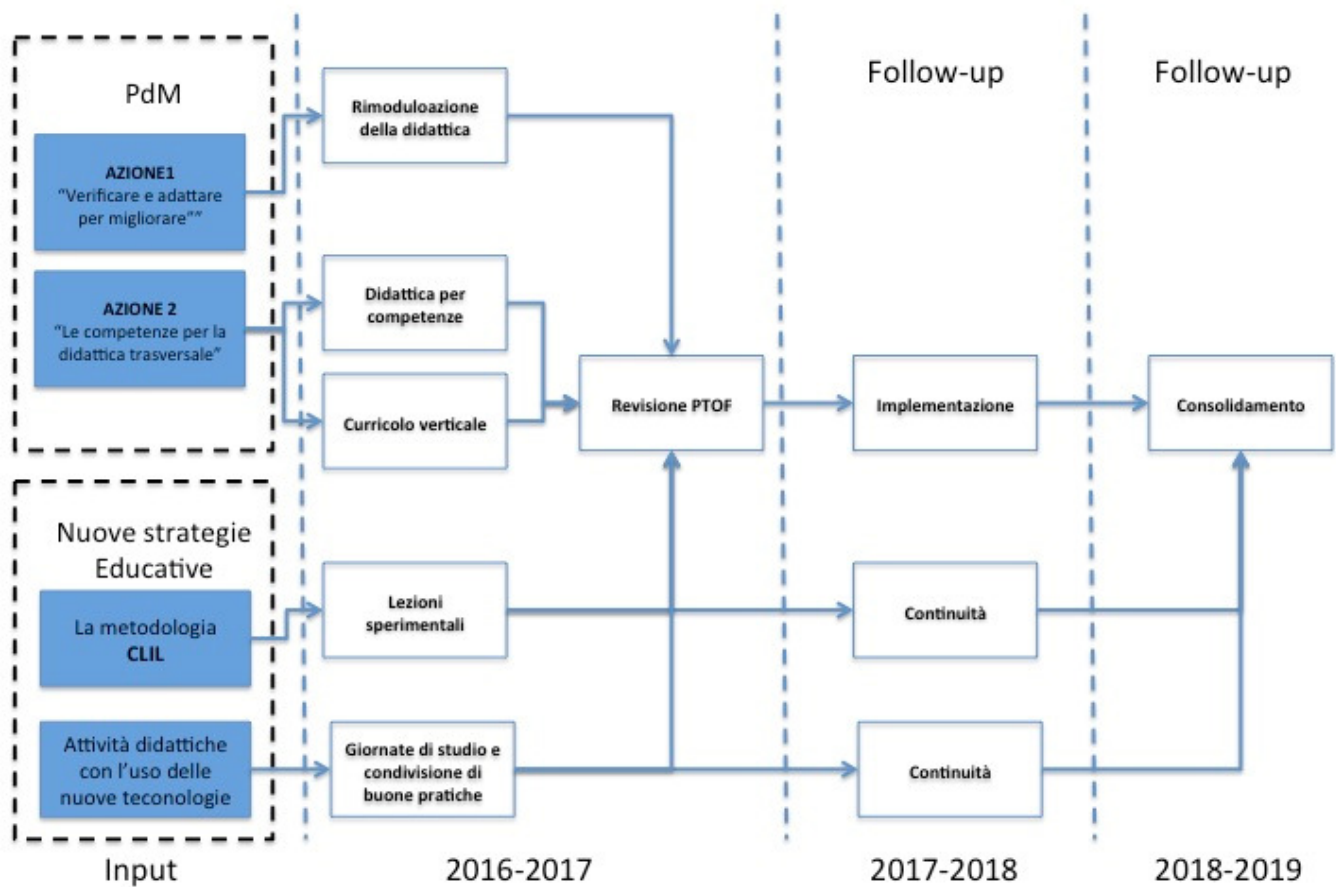 PdM
AZIONE1
“Verificare e adattare
per migliorare””
AZIONE 2
“Le competenze per la
didattica trasversale”
Nuove strategie
Educative
La metodologia
CLIL
Attività didattiche
con l’uso delle
nuove teconologie
Input
Rimoduloazione
della didattica
Didattica per
competenze
Curricolo verticale
Revisione PTOF
Lezioni
sperimentali
Giornate di studio e
condivisione di
buone pratiche
2016-2017
Follow-up
Implementazione
Continuità
Continuità
2017-2018
Follow-up
Consolidamento
2018-2019